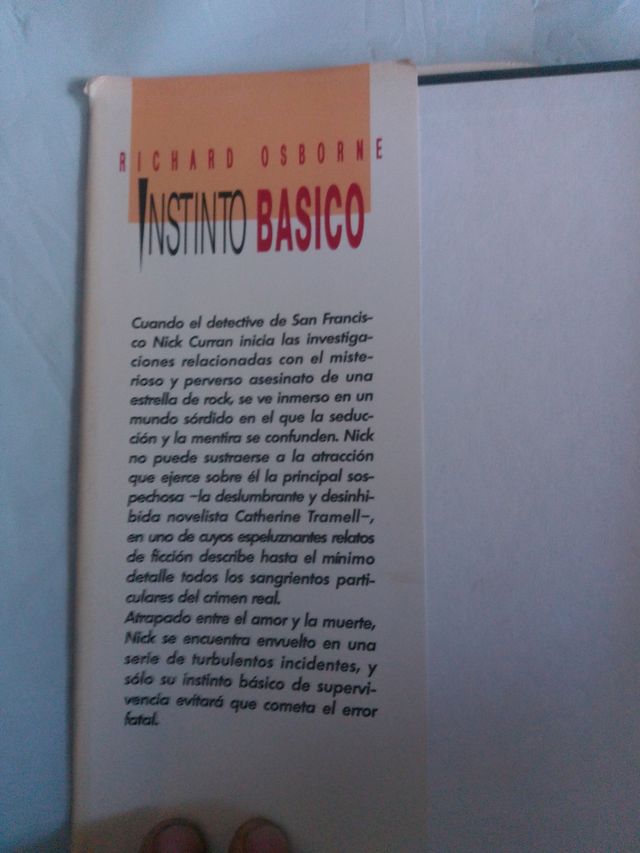 RICHARD OSBORNE
INSTINTO BASICO
Cuando el detective de San Francis-
co Nick Curran inicia las investiga-
ciones relacionadas con el miste-
rioso y perverso asesinato de una
estrella de rock, se ve inmerso en un
mundo sórdido en el que la seduc-
ción y la mentira se confunden. Nick
no puede sustraerse a la atracción
que ejerce sobre él la principal sos-
pechosa –la deslumbrante y desinhi-
bida novelista Catherine Tramell–,
en uno de cuyos espeluznantes relatos
de ficción describe hasta el mínimo
detalle todos los sangrientos parti-
culares del crimen real.
Atrapado entre el amor y la muerte,
Nick se encuentra envuelto en una
serie de turbulentos incidentes, y
sólo su instinto básico de supervi-
vencia evitará que cometa el error
fatal.